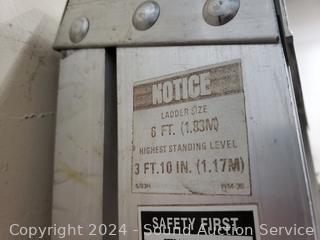 NOTICE
LADDER SIZE
6 FT. (1.83M)
HIGHEST STANDING LEVEL
3 FT.10 IN. (1.17M)
SAFETY FIRST
Copyright 2024 - Spring Auction Service